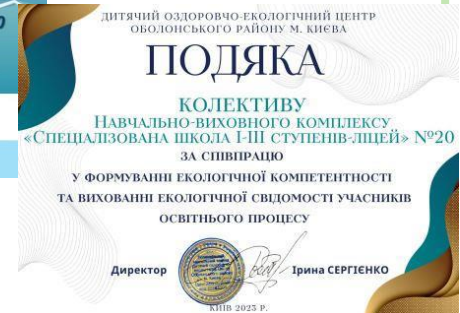 ДИТЯЧИЙ ОЗДОРОВЧО-ЕКОЛОГІЧНИЙ ЦЕНТР
ОБОЛОНСЬКОГО РАЙОНУ М. КИЄВА
ПОДЯКА
КОЛЕКТИВУ
НАВЧАЛЬНО-ВИХОВНОГО КОМПЛЕКСУ
«СПЕЦІАЛІЗОВАНА ШКОЛА І-ІІІ СТУПЕНІВ-ЛІЦЕЙ» №20
ЗА СПІВПРАЦЮ
У ФОРМУВАННІ ЕКОЛОГІЧНОЇ КОМПЕТЕНТНОСТІ
ТА ВИХОВАННІ ЕКОЛОГІЧНОЇ СВІДОМОСТІ УЧАСНИКІВ
ОСВІТНЬОГО ПРОЦЕСУ
Директор Ірина СЕРГІЄНКО
КИЇВ 2023 Р.